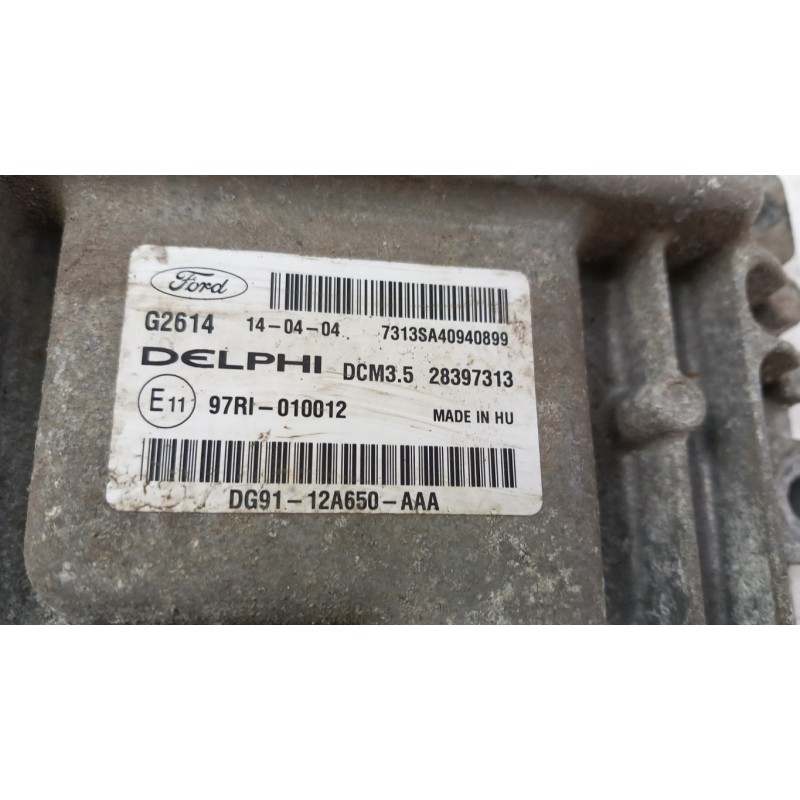 Ford
G2614 14-04-04 7313SA40940899
DELPHI DCM3.5 28397313
E11 97RI-010012 MADE IN HU
DG91-12A650-AAA